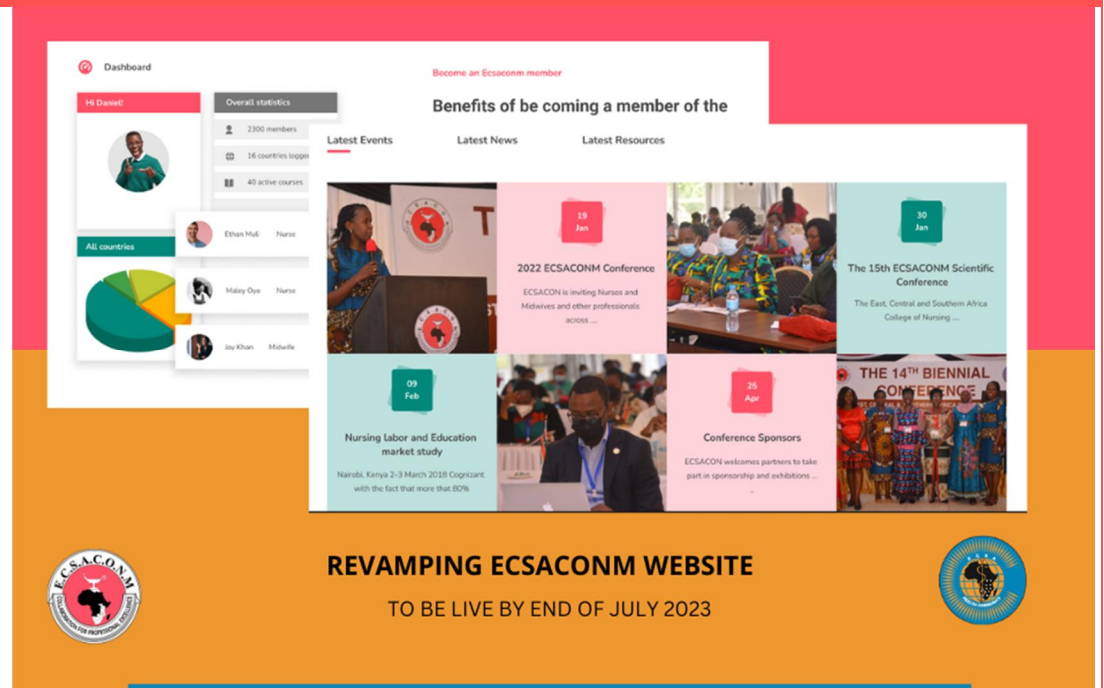 Dashboard
Hi Daniel!
Overall statistics
2300 members
16 countries logged
40 active courses
All countries
Ethan Muli Nurse
Maley Oye Nurse
Joy Khan Midwife
Become an Ecsaconm member
Benefits of be coming a member of the
Latest Events Latest News Latest Resources
E C S A C O N
T
19
Jan
2022 ECSACONM Conference
ECSACON is inviting Nurses and
Midwives and other professionals
across ....
30
Jan
The 15th ECSACONM Scientific
Conference
The East, Central and Southern Africa
College of Nursing ....
09
Feb
Nursing labor and Education
market study
Nairobi, Kenya 2-3 March 2018 Cognizant
with the fact that more that 80%
25
Apr
Conference Sponsors
ECSACON welcomes partners to take
part in sponsorship and exhibitions ...
..
THE 14TH BIENNIAL
CONFERENCE
E.C.S.A.C.O.N.M
COLLABORATION FOR PROFESSIONAL EXCELLENCE
REVAMPING ECSACONM WEBSITE
TO BE LIVE BY END OF JULY 2023
E C S A
HEALTH COMMUNITY